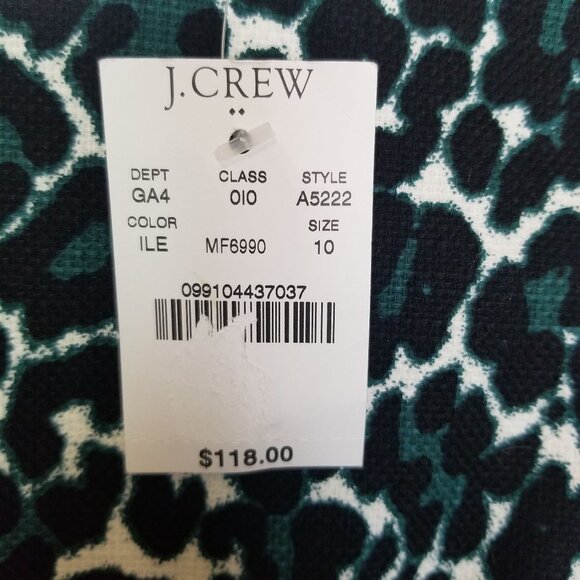 J.CREW
DEPT CLASS STYLE
GA4 010 A5222
COLOR SIZE
ILE MF6990 10
099104437037
$118.00